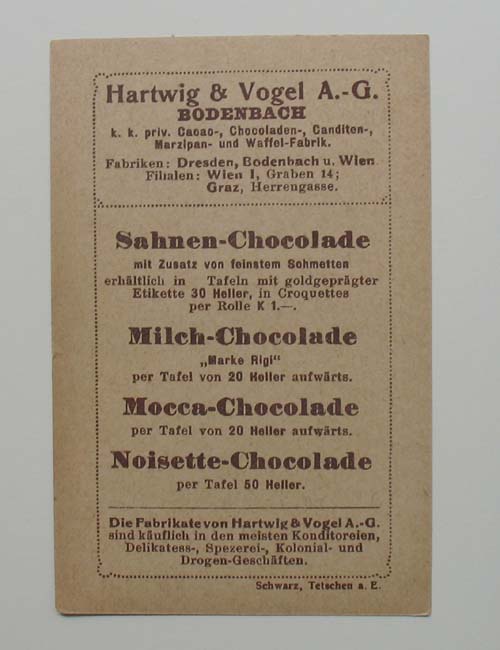 Hartwig & Vogel A.-G.
BODENBACH
k. k. priv. Cacao-, Chocoladen-, Canditen-,
Marzipan- und Waffel-Fabrik.
Fabriken: Dresden, Bodenbach u. Wien
Filialen: Wien I, Graben 14;
Graz, Herrengasse.
Sahnen-Chocolade
mit Zusatz von feinstem Schmetten
erhältlich in Tafeln mit goldgeprägter
Etikette 30 Heller, in Croquettes
per Rolle K 1.—.
Milch-Chocolade
„Marke Rigi"
per Tafel von 20 Heller aufwärts.
Mocca-Chocolade
per Tafel von 20 Heller aufwärts.
Noisette-Chocolade
per Tafel 50 Heller.
Die Fabrikate von Hartwig & Vogel A.-G.
sind käuflich in den meisten Konditoreien,
Delikatess-, Spezerei-, Kolonial- und
Drogen-Geschäften.
Schwarz, Tetschen a. E.